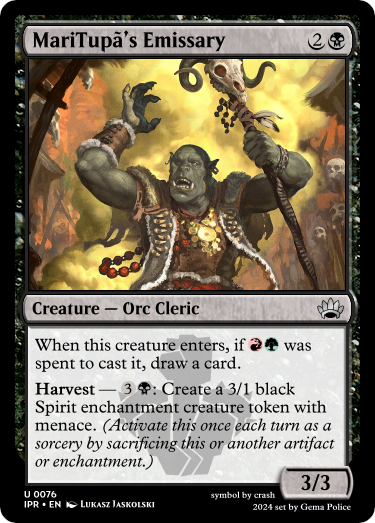 MariTupã's Emissary 2
Creature — Orc Cleric
When this creature enters, if was
spent to cast it, draw a card.
Harvest — 3 : Create a 3/1 black
Spirit enchantment creature token with
menace. (Activate this once each turn as a
sorcery by sacrificing this or another artifact
or enchantment.)
3/3
U 0076
IPR • EN Lukasz Jaskolski
symbol by crash
2024 set by Gema Police